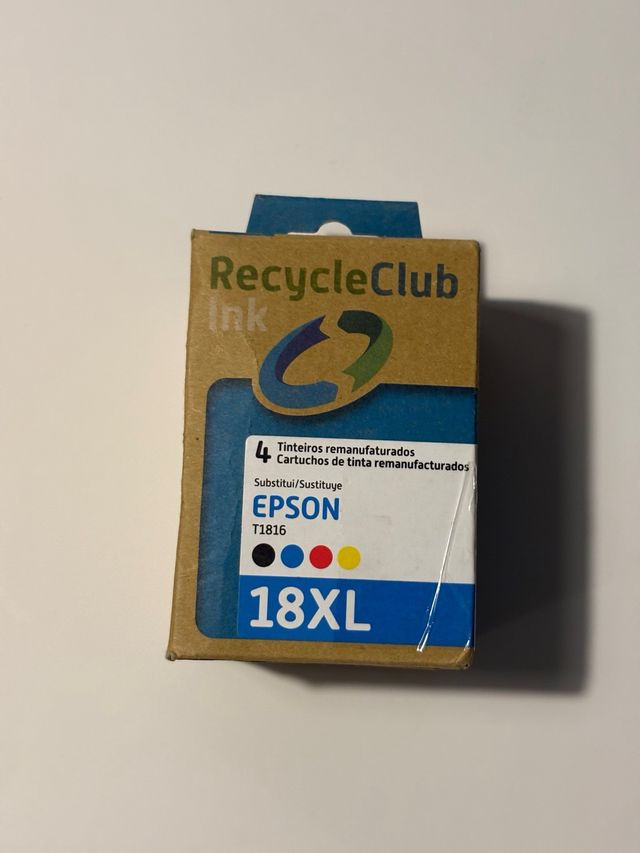 RecycleClub
Ink
4 Tinteiros remanufaturados
Cartuchos de tinta remanufacturados
Substitui/Sustituye
EPSON
T1816
18XL